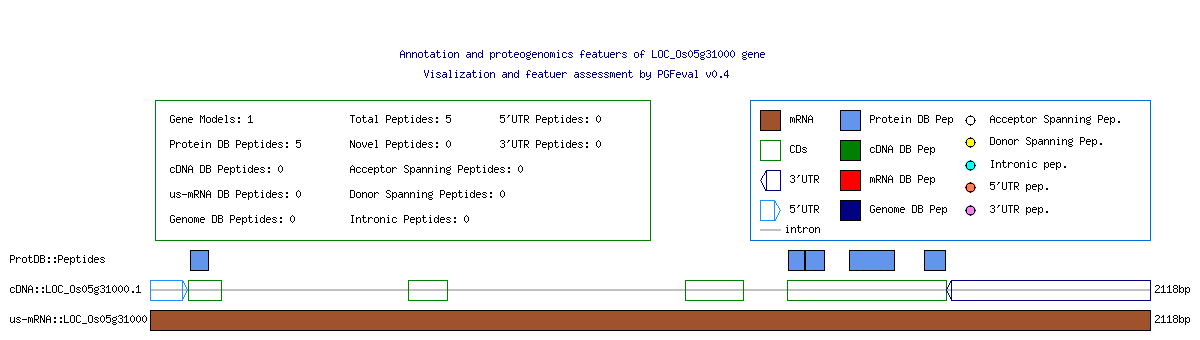 Annotation and proteogenomics featuers of LOC_Os05g31000 gene
Visalization and featuer assessment by PGFeval v0.4
Gene Models: 1 Total Peptides: 5 5'UTR Peptides: 0
Protein DB Peptides: 5 Novel Peptides: 0 3'UTR Peptides: 0
cDNA DB Peptides: 0 Acceptor Spanning Peptides: 0
us-mRNA DB Peptides: 0 Donor Spanning Peptides: 0
Genome DB Peptides: 0 Intronic Peptides: 0
mRNA Protein DB Pep Acceptor Spanning Pep.
CDs cDNA DB Pep Donor Spanning Pep.
3'UTR mRNA DB Pep Intronic pep.
5'UTR Genome DB Pep 5'UTR pep.
intron 3'UTR pep.
ProtDB::Peptides
cDNA::LOC_Os05g31000.1 2118bp
us-mRNA::LOC_Os05g31000 2118bp